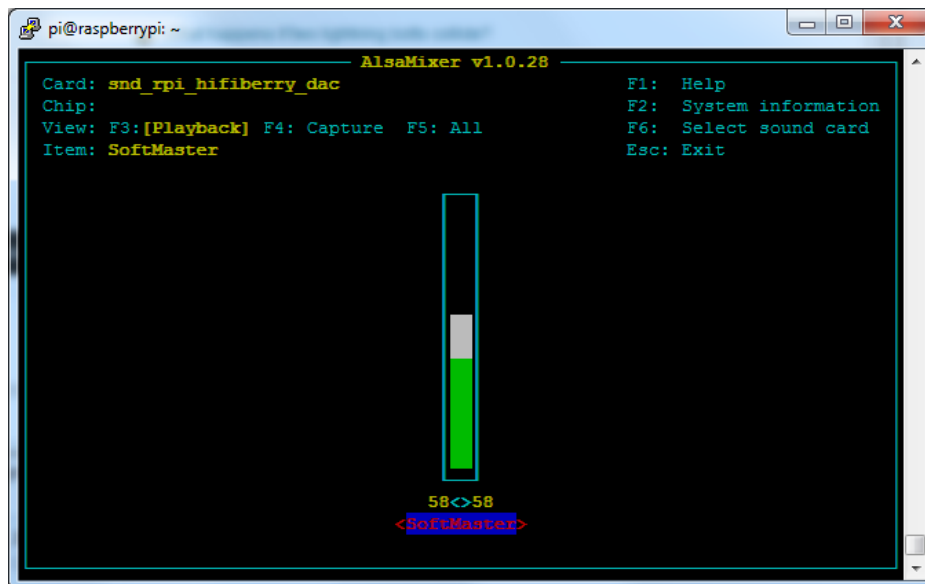 pi@raspberrypi: ~
AlsaMixer v1.0.28
Card: snd_rpi_hifiberry_dac F1: Help
Chip: F2: System information
View: F3:[Playback] F4: Capture F5: All F6: Select sound card
Item: SoftMaster Esc: Exit
58<>58
<SoftMaster>